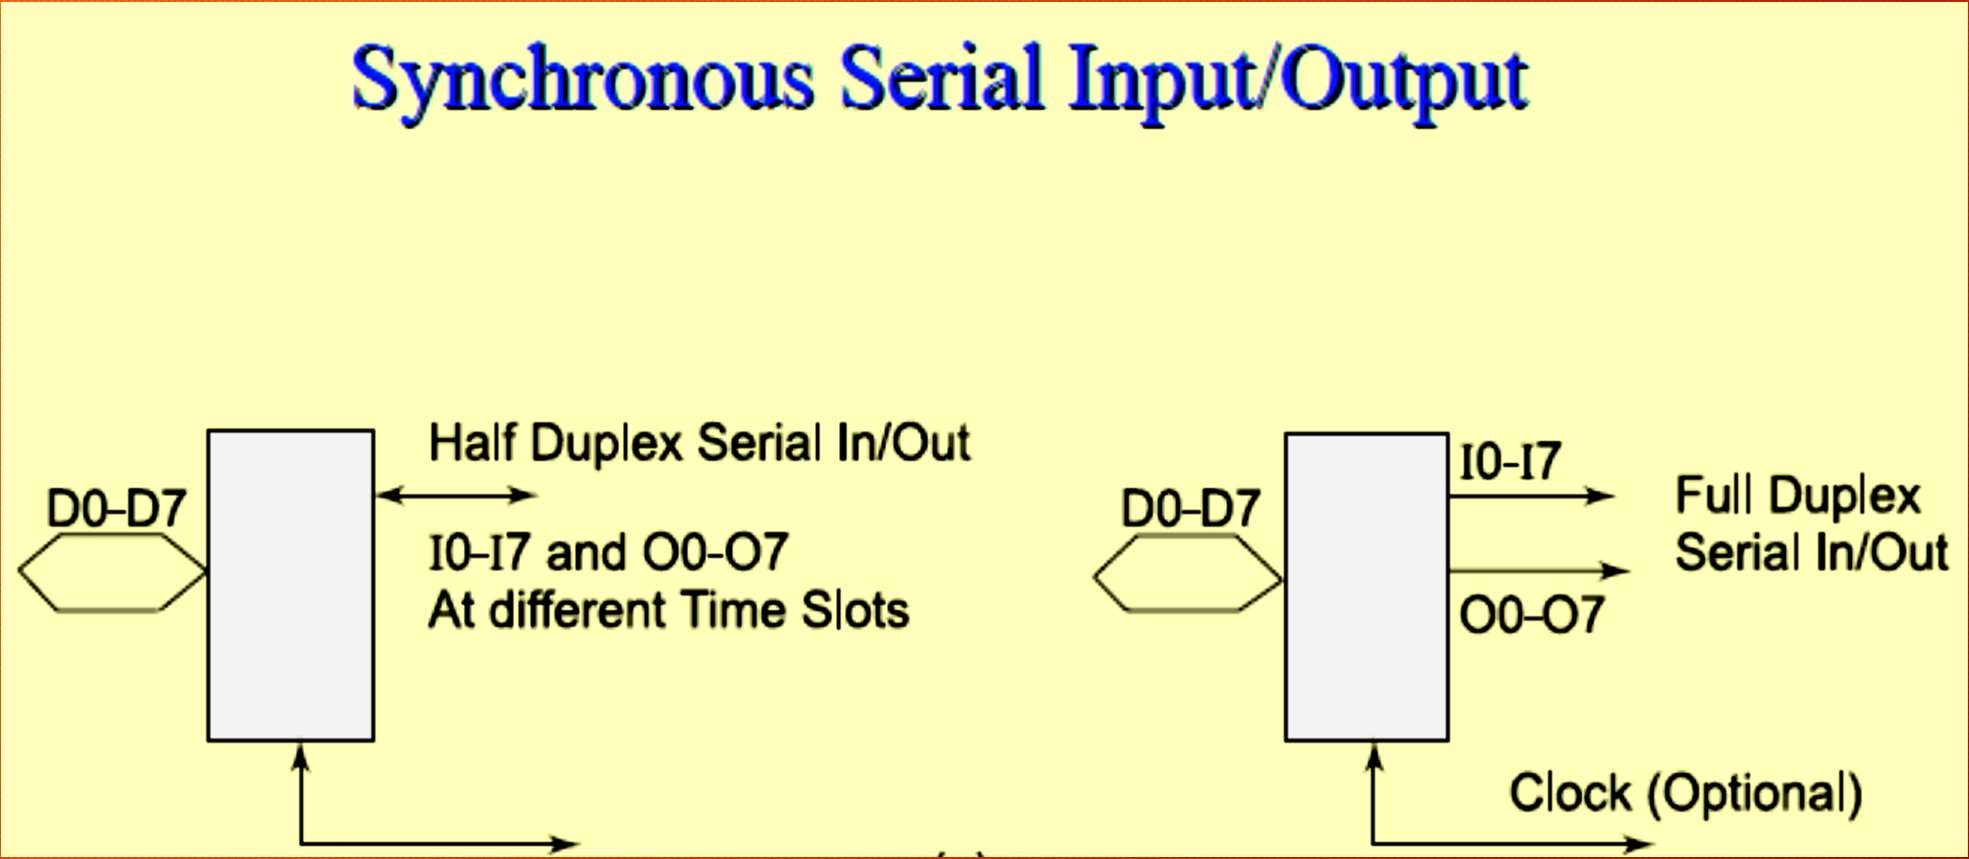 Synchronous Serial Input/Output
Half Duplex Serial In/Out
D0-D7
I0-I7 and O0-O7
At different Time Slots
I0-I7
D0-D7
Full Duplex
Serial In/Out
O0-O7
Clock (Optional)